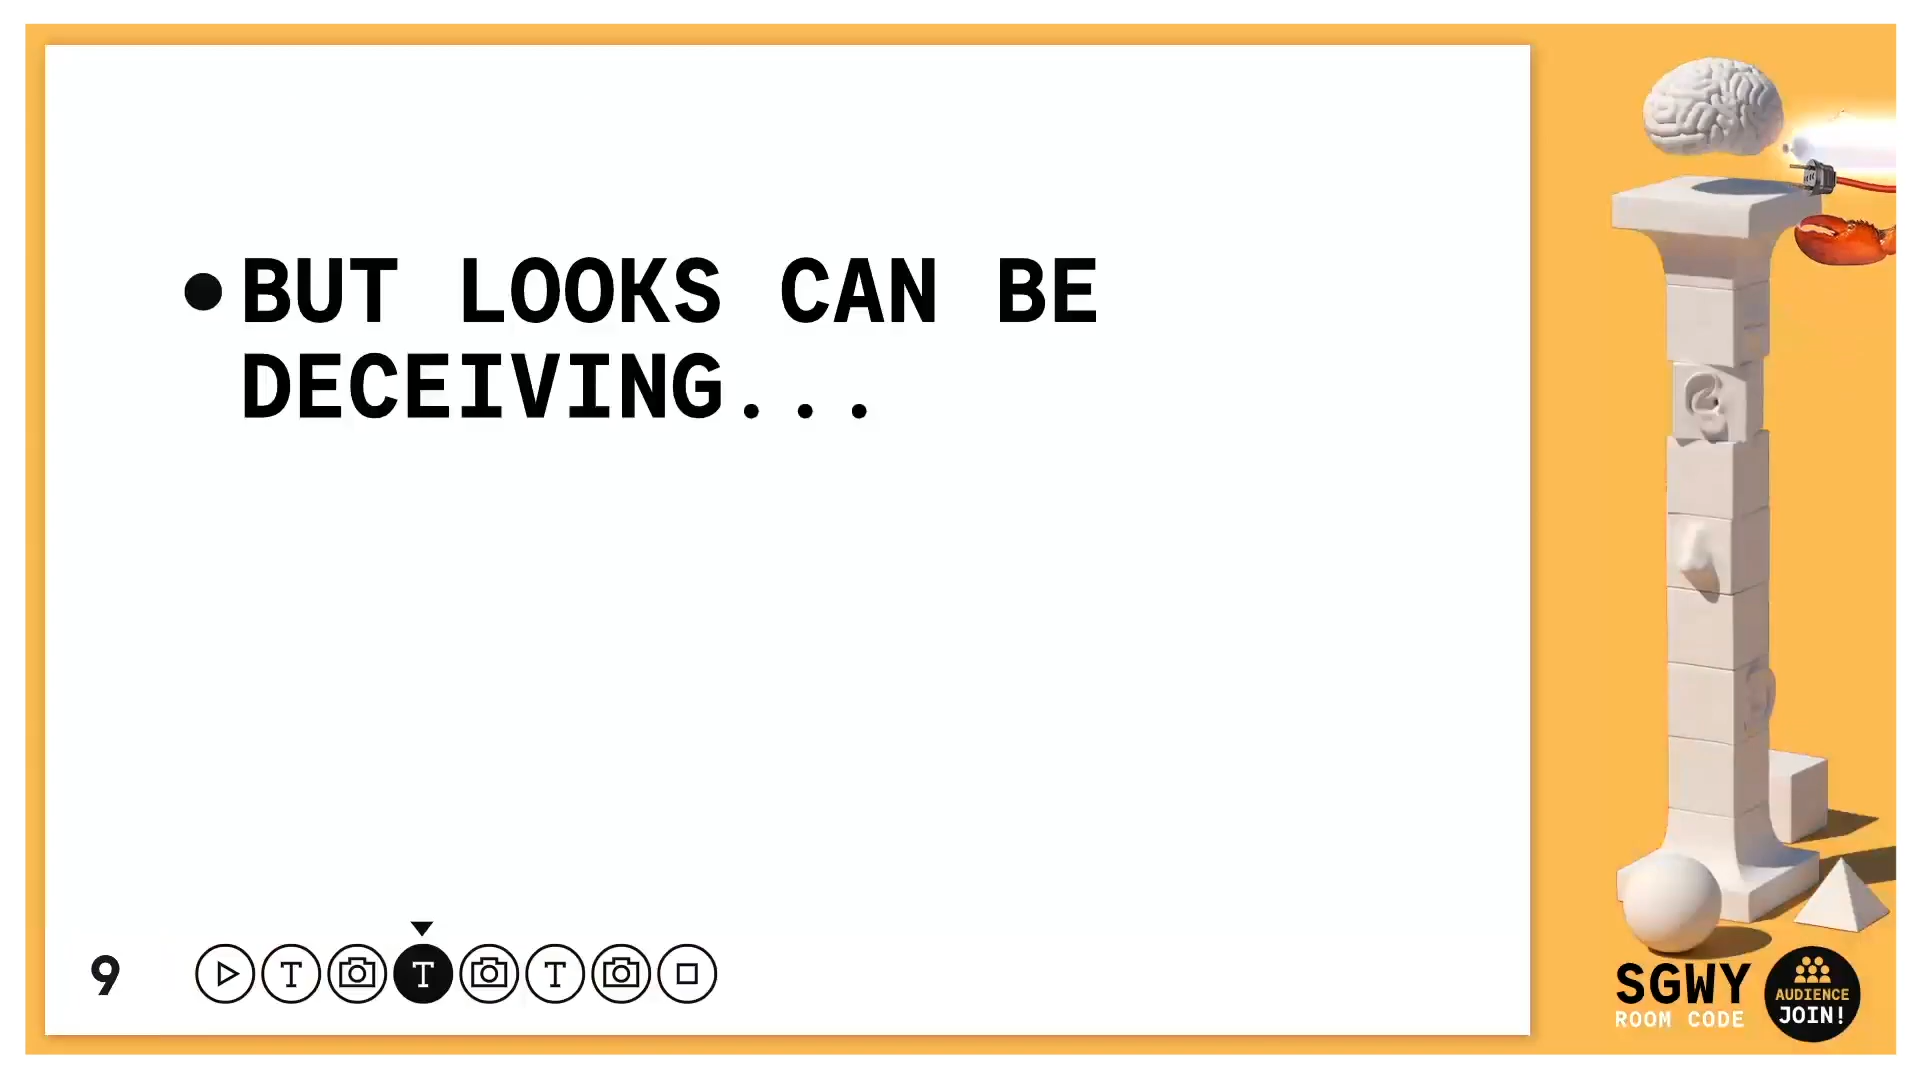 •BUT LOOKS CAN BE
DECEIVING...
9
T
T
T
SGWY
ROOM CODE
AUDIENCE
JOIN!